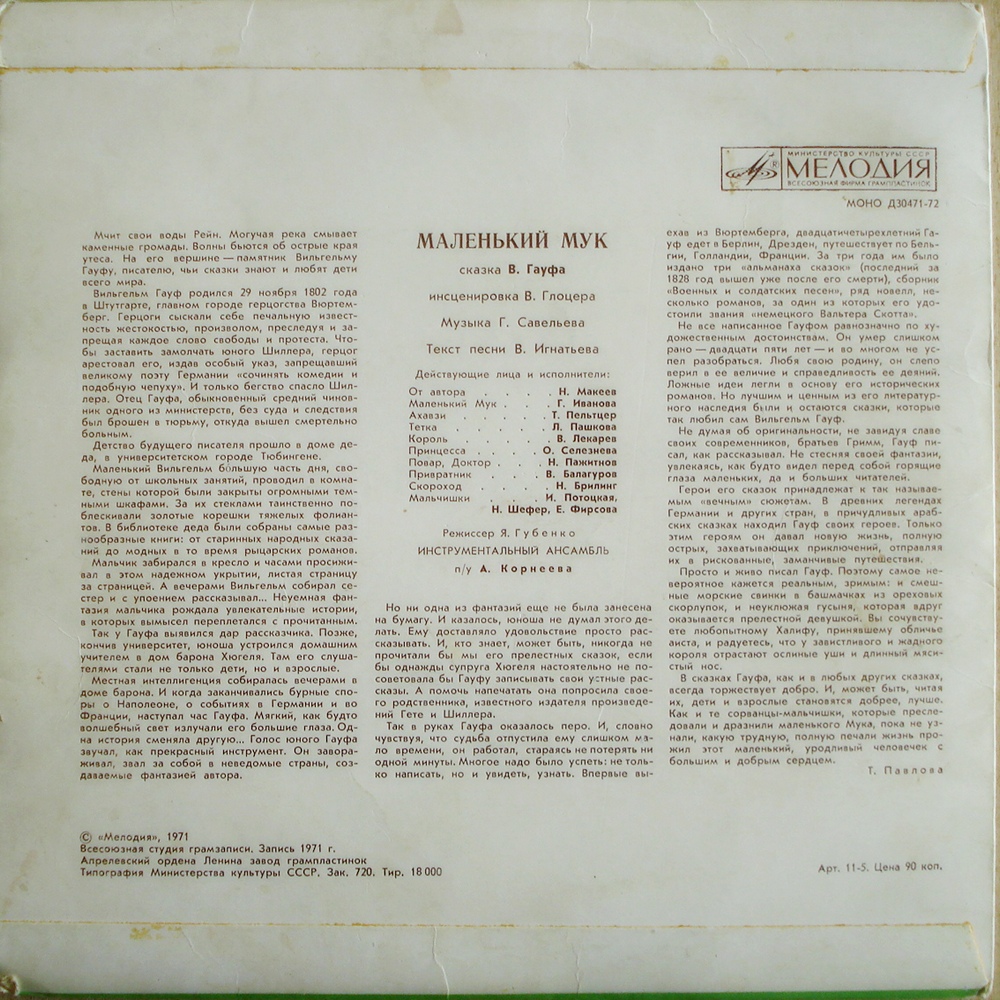 МИНИСТЕРСТВО КУЛЬТУРЫ СССР
МЕЛОДИЯ
ВСЕСОЮЗНАЯ ФИРМА ГРАМПЛАСТИНОК
МОНО Д30471-72
Мчит свои воды Рейн. Могучая река смывает
каменные громады. Волны бьются об острые края
утеса. На его вершине — памятник Вильгельму
Гауфу, писателю, чьи сказки знают и любят дети
всего мира.
Вильгельм Гауф родился 29 ноября 1802 года
в Штутгарте, главном городе герцогства Вюртем-
берг. Герцоги сыскали себе печальную извест-
ность жестокостью, произволом, преследуя и за-
прещая каждое слово свободы и протеста. Что-
бы заставить замолчать юного Шиллера, герцог
арестовал его, издав особый указ, запрещавший
великому поэту Германии «сочинять комедии и
подобную чепуху». И только бегство спасло Шил-
лера. Отец Гауфа, обыкновенный средний чинов-
ник одного из министерств, без суда и следствия
был брошен в тюрьму, откуда вышел смертельно
больным.
Детство будущего писателя прошло в доме де-
да, в университетском городе Тюбингене.
Маленький Вильгельм большую часть дня, сво-
бодную от школьных занятий, проводил в комна-
те, стены которой были закрыты огромными тем-
ными шкафами. За их стеклами таинственно по-
блескивали золотые корешки тяжелых фолиан-
тов. В библиотеке деда были собраны самые раз-
нообразные книги: от старинных народных сказа-
ний до модных в то время рыцарских романов.
Мальчик забирался в кресло и часами просижи-
вал в этом надежном укрытии, листая страницу
за страницей. А вечерами Вильгельм собирал се-
стер и с упоением рассказывал... Неуемная фан-
тазия мальчика рождала увлекательные истории,
в которых вымысел переплетался с прочитанным.
Так у Гауфа выявился дар рассказчика. Позже,
кончив университет, юноша устроился домашним
учителем в дом барона Хюгеля. Там его слуша-
телями стали не только дети, но и взрослые.
Местная интеллигенция собиралась вечерами в
доме барона. И когда заканчивались бурные спо-
ры о Наполеоне, о событиях в Германии и во
Франции, наступал час Гауфа. Мягкий, как будто
волшебный свет излучали его большие глаза. Од-
на история сменяла другую... Голос юного Гауфа
звучал, как прекрасный инструмент. Он завора-
живал, звал за собой в неведомые страны, соз-
даваемые фантазией автора.
МАЛЕНЬКИЙ МУК
сказка В. Гауфа
инсценировка В. Глоцера
Музыка Г. Савельева
Текст песни В. Игнатьева
Действующие лица и исполнители:
От автора . . . . Н. Макеев
Маленький Мук . . . Г. Иванова
Ахавзи . . . . . Т. Пельтцер
Тетка . . . . . Л. Пашкова
Король . . . . . В. Лекарев
Принцесса . . . . О. Селезнева
Повар, Доктор . . . Н. Пажитнов
Привратник . . . . В. Балагуров
Скороход . . . . Н. Брилинг
Мальчишки . . . И. Потоцкая,
Н. Шефер, Е. Фирсова
Режиссер Я. Губенко
ИНСТРУМЕНТАЛЬНЫЙ АНСАМБЛЬ
п/у А. Корнеева
Но ни одна из фантазий еще не была занесена
на бумагу. И казалось, юноша не думал этого де-
лать. Ему доставляло удовольствие просто рас-
сказывать. И, кто знает, может быть, никогда не
прочитали бы мы его прелестных сказок, если
бы однажды супруга Хюгеля настоятельно не по-
советовала бы Гауфу записывать свои устные рас-
сказы. А помочь напечатать она попросила свое-
го родственника, известного издателя произведе-
ний Гете и Шиллера.
Так в руках Гауфа оказалось перо. И, словно
чувствуя, что судьба отпустила ему слишком ма-
ло времени, он работал, стараясь не потерять ни
одной минуты. Многое надо было успеть: не толь-
ко написать, но и увидеть, узнать. Впервые вы-
ехав из Вюртемберга, двадцатичетырехлетний Га-
уф едет в Берлин, Дрезден, путешествует по Бель-
гии, Голландии, Франции. За три года им было
издано три «альманаха сказок» (последний за
1828 год вышел уже после его смерти), сборник
«Военных и солдатских песен», ряд новелл, не-
сколько романов, за один из которых его удо-
стоили звания «немецкого Вальтера Скотта».
Не все написанное Гауфом равнозначно по ху-
дожественным достоинствам. Он умер слишком
рано — двадцати пяти лет — и во многом не ус-
пел разобраться. Любя свою родину, он слепо
верил в ее величие и справедливость ее деяний.
Ложные идеи легли в основу его исторических
романов. Но лучшим и ценным из его литератур-
ного наследия были и остаются сказки, которые
так любил сам Вильгельм Гауф.
Не думая об оригинальности, не завидуя славе
своих современников, братьев Гримм, Гауф пи-
сал, как рассказывал. Не стесняя своей фантазии,
увлекаясь, как будто видел перед собой горящие
глаза маленьких, да и больших читателей.
Герои его сказок принадлежат к так называе-
мым «вечным» сюжетам. В древних легендах
Германии и других стран, в причудливых араб-
ских сказках находил Гауф своих героев. Только
этим героям он давал новую жизнь, полную
острых, захватывающих приключений, отправляя
их в рискованные, заманчивые путешествия.
Просто и живо писал Гауф. Поэтому самое не-
вероятное кажется реальным, зримым: и смеш-
ные морские свинки в башмачках из ореховых
скорлупок, и неуклюжая гусыня, которая вдруг
оказывается прелестной девушкой. Вы сочувству-
ете любопытному Халифу, принявшему обличье
аиста, и радуетесь, что у завистливого и жадного
короля отрастают ослиные уши и длинный мяси-
стый нос.
В сказках Гауфа, как и в любых других сказках,
всегда торжествует добро. И, может быть, читая
их, дети и взрослые становятся добрее, лучше.
Как и те сорванцы-мальчишки, которые пресле-
довали и дразнили маленького Мука, пока не уз-
нали, какую трудную, полную печали жизнь про-
жил этот маленький, уродливый человечек с
большим и добрым сердцем.
Т. Павлова
© «Мелодия», 1971
Всесоюзная студия грамзаписи. Запись 1971 г.
Апрелевский ордена Ленина завод грампластинок
Типография Министерства культуры СССР. Зак. 720. Тир. 18 000
Арт. 11-5. Цена 90 коп.